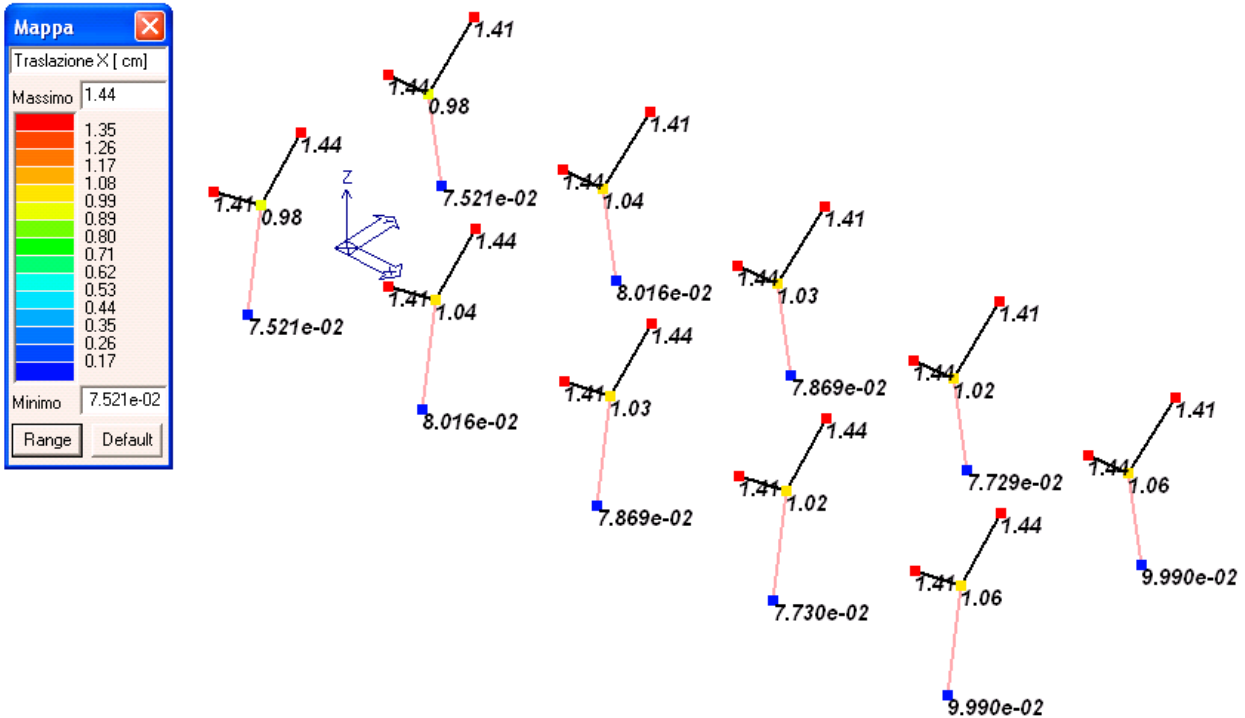 Mappa
Traslazione X [ cm]
Massimo 1.44
1.35
1.26
1.17
1.08
0.99
0.89
0.80
0.71
0.62
0.53
0.44
0.35
0.26
0.17
Minimo 7.521e-02
Range Default
1.41
1.44
0.98
7.521e-02
1.44
1.41
0.98
7.521e-02
Z
1.41
1.44
1.04
8.016e-02
1.44
1.41
1.04
8.016e-02
1.41
1.44
1.03
7.869e-02
1.44
1.41
1.03
7.869e-02
1.41
1.44
1.02
7.729e-02
1.44
1.41
1.02
7.730e-02
1.41
1.44
1.06
9.990e-02
1.44
1.41
1.06
9.990e-02